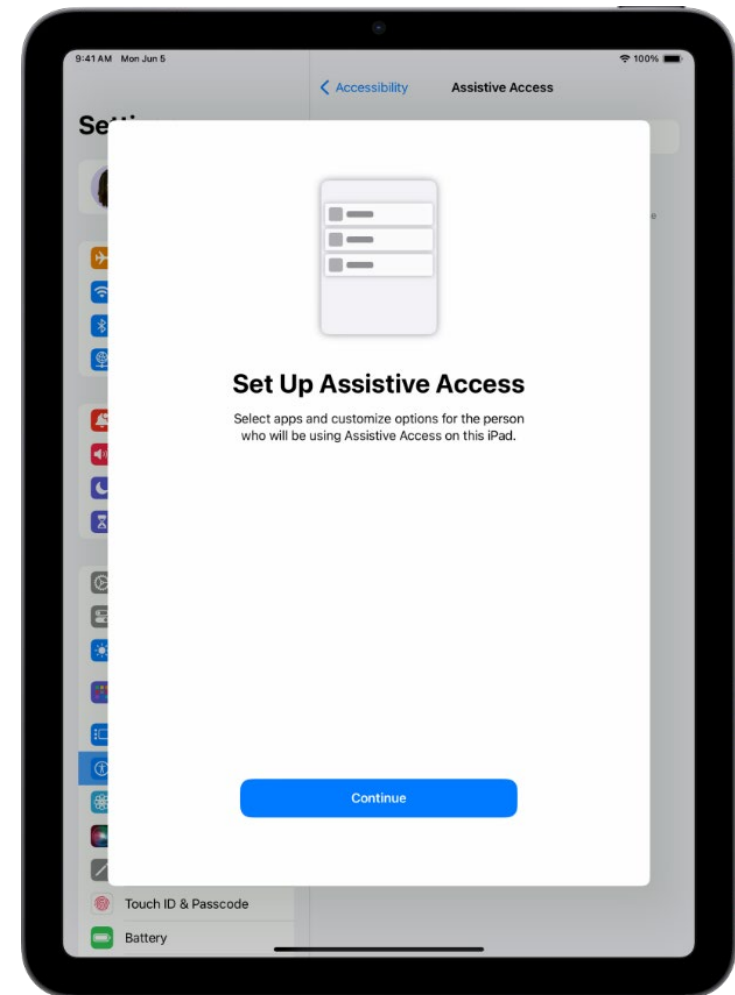 9:41 AM Mon Jun 5
100%
Accessibility
Assistive Access
Set Up Assistive Access
Select apps and customize options for the person
who will be using Assistive Access on this iPad.
Continue
Touch ID & Passcode
Battery